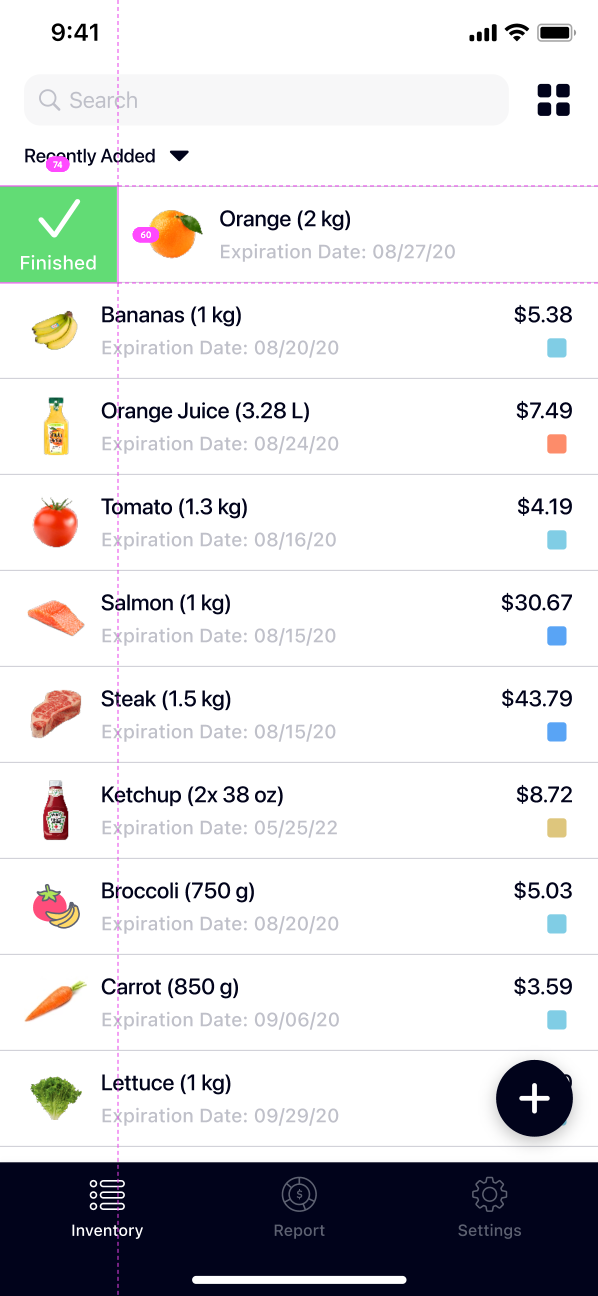 9:41
Search
Recently Added
74
Finished
60
Orange (2 kg)
Expiration Date: 08/27/20
Bananas (1 kg)
$5.38
Expiration Date: 08/20/20
Orange Juice (3.28 L)
$7.49
Expiration Date: 08/24/20
Tomato (1.3 kg)
$4.19
Expiration Date: 08/16/20
Salmon (1 kg)
$30.67
Expiration Date: 08/15/20
Steak (1.5 kg)
$43.79
Expiration Date: 08/15/20
Ketchup (2x 38 oz)
$8.72
Expiration Date: 05/25/22
Broccoli (750 g)
$5.03
Expiration Date: 08/20/20
Carrot (850 g)
$3.59
Expiration Date: 09/06/20
Lettuce (1 kg)
Expiration Date: 09/29/20
Inventory
Report
Settings